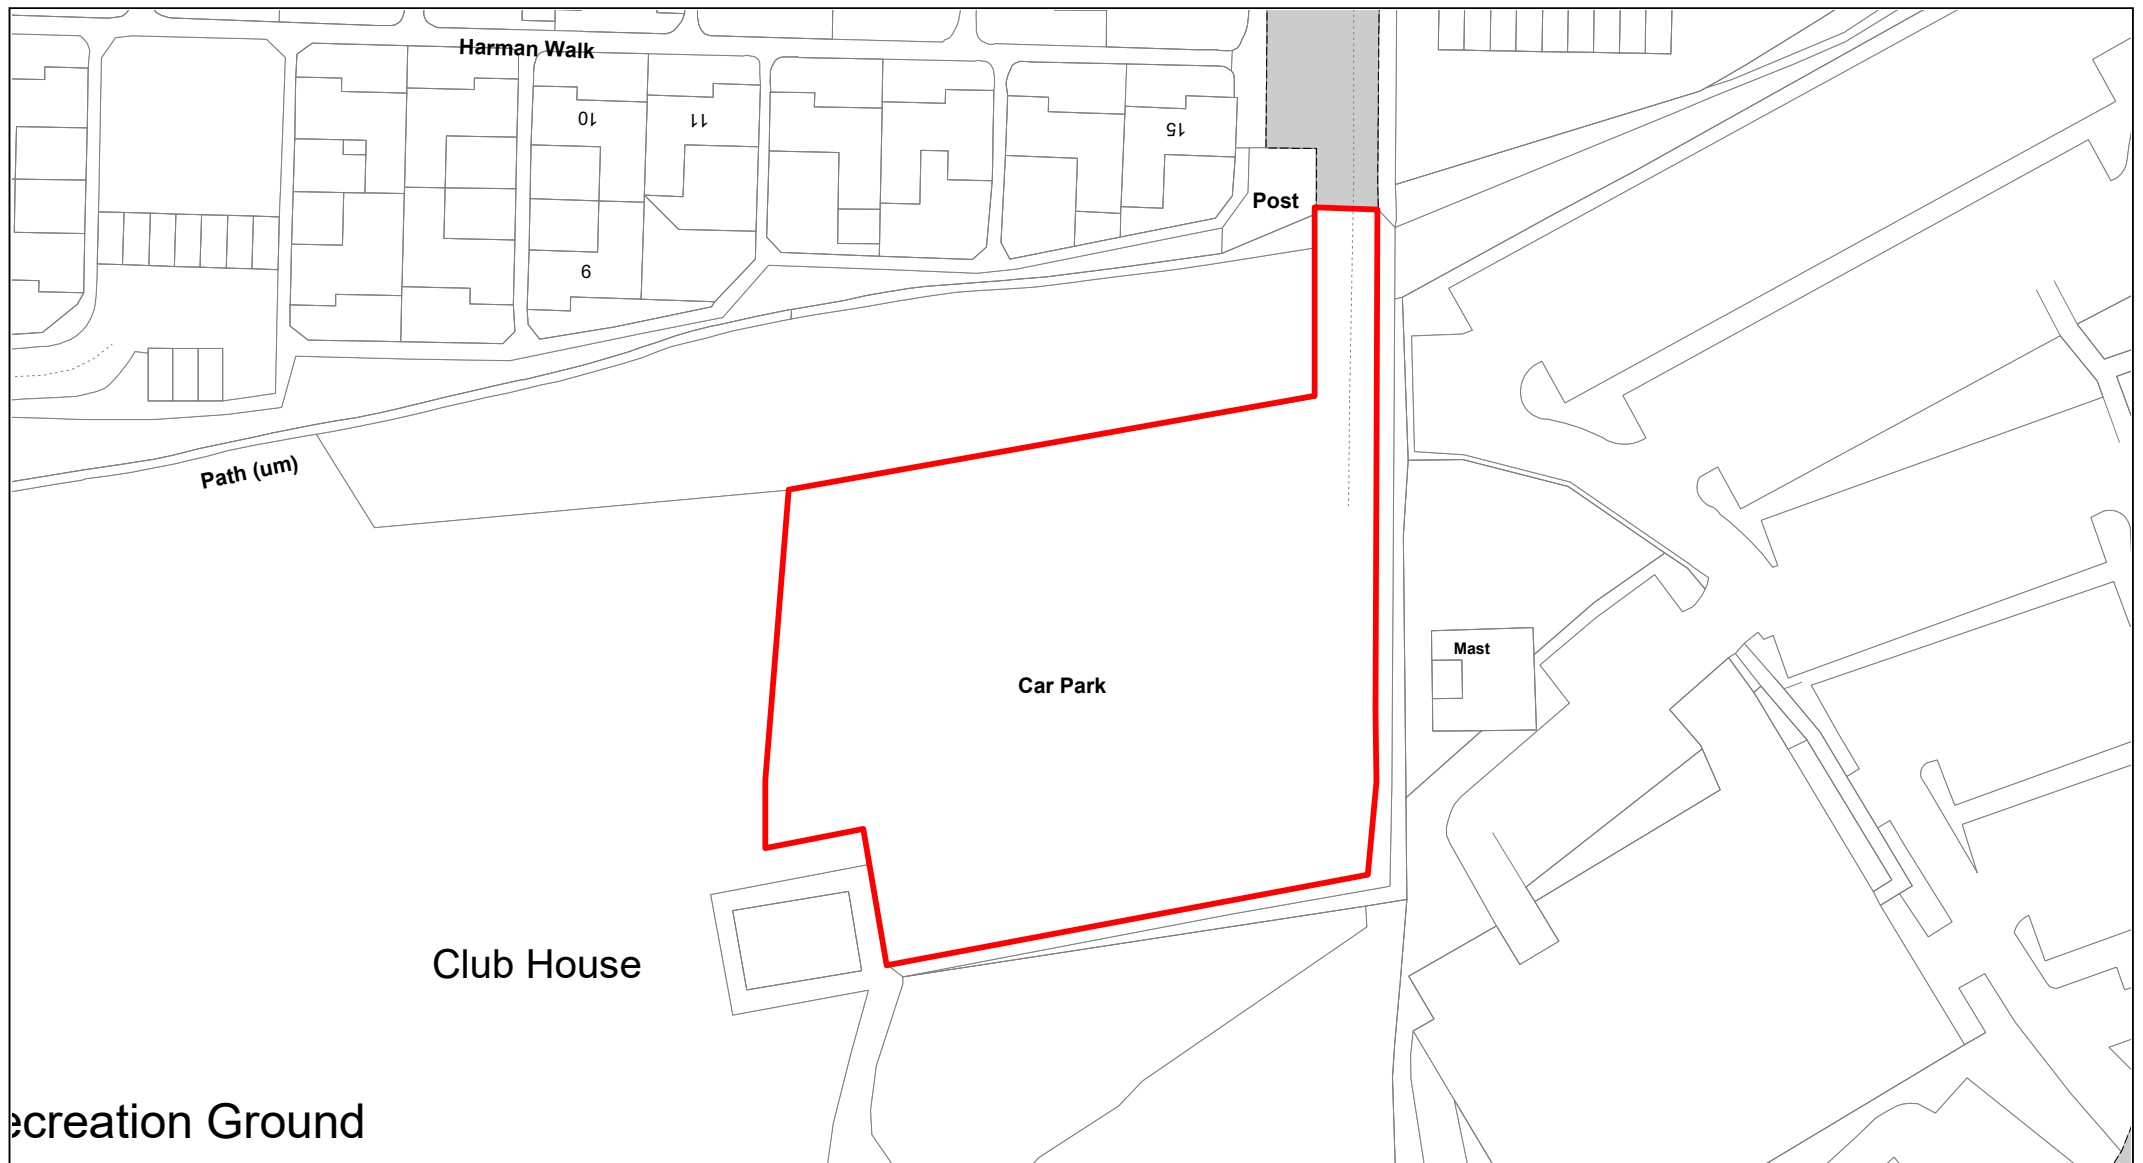 Harman Walk
10
11
15
Post
6
Path (um)
Mast
Car Park
Club House
ecreation Ground